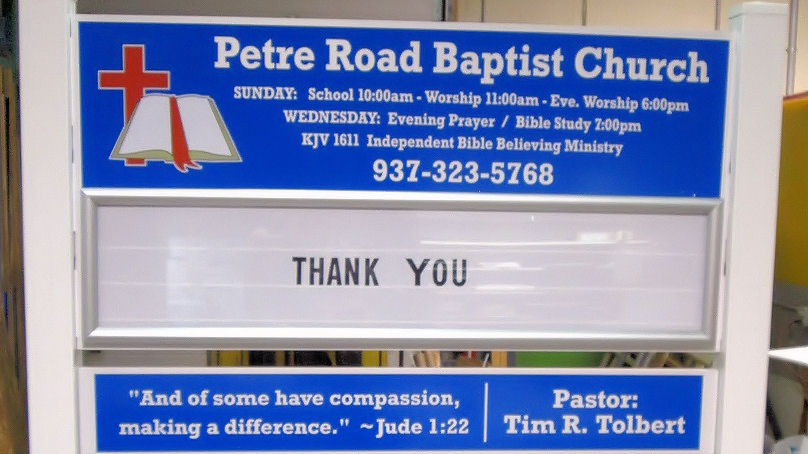 Petre Road Baptist Church
SUNDAY: School 10:00am - Worship 11:00am - Eve. Worship 6:00pm
WEDNESDAY: Evening Prayer / Bible Study 7:00pm
KJV 1611 Independent Bible Believing Ministry
937-323-5768
THANK YOU
"And of some have compassion,
making a difference." ~Jude 1:22
Pastor:
Tim R. Tolbert